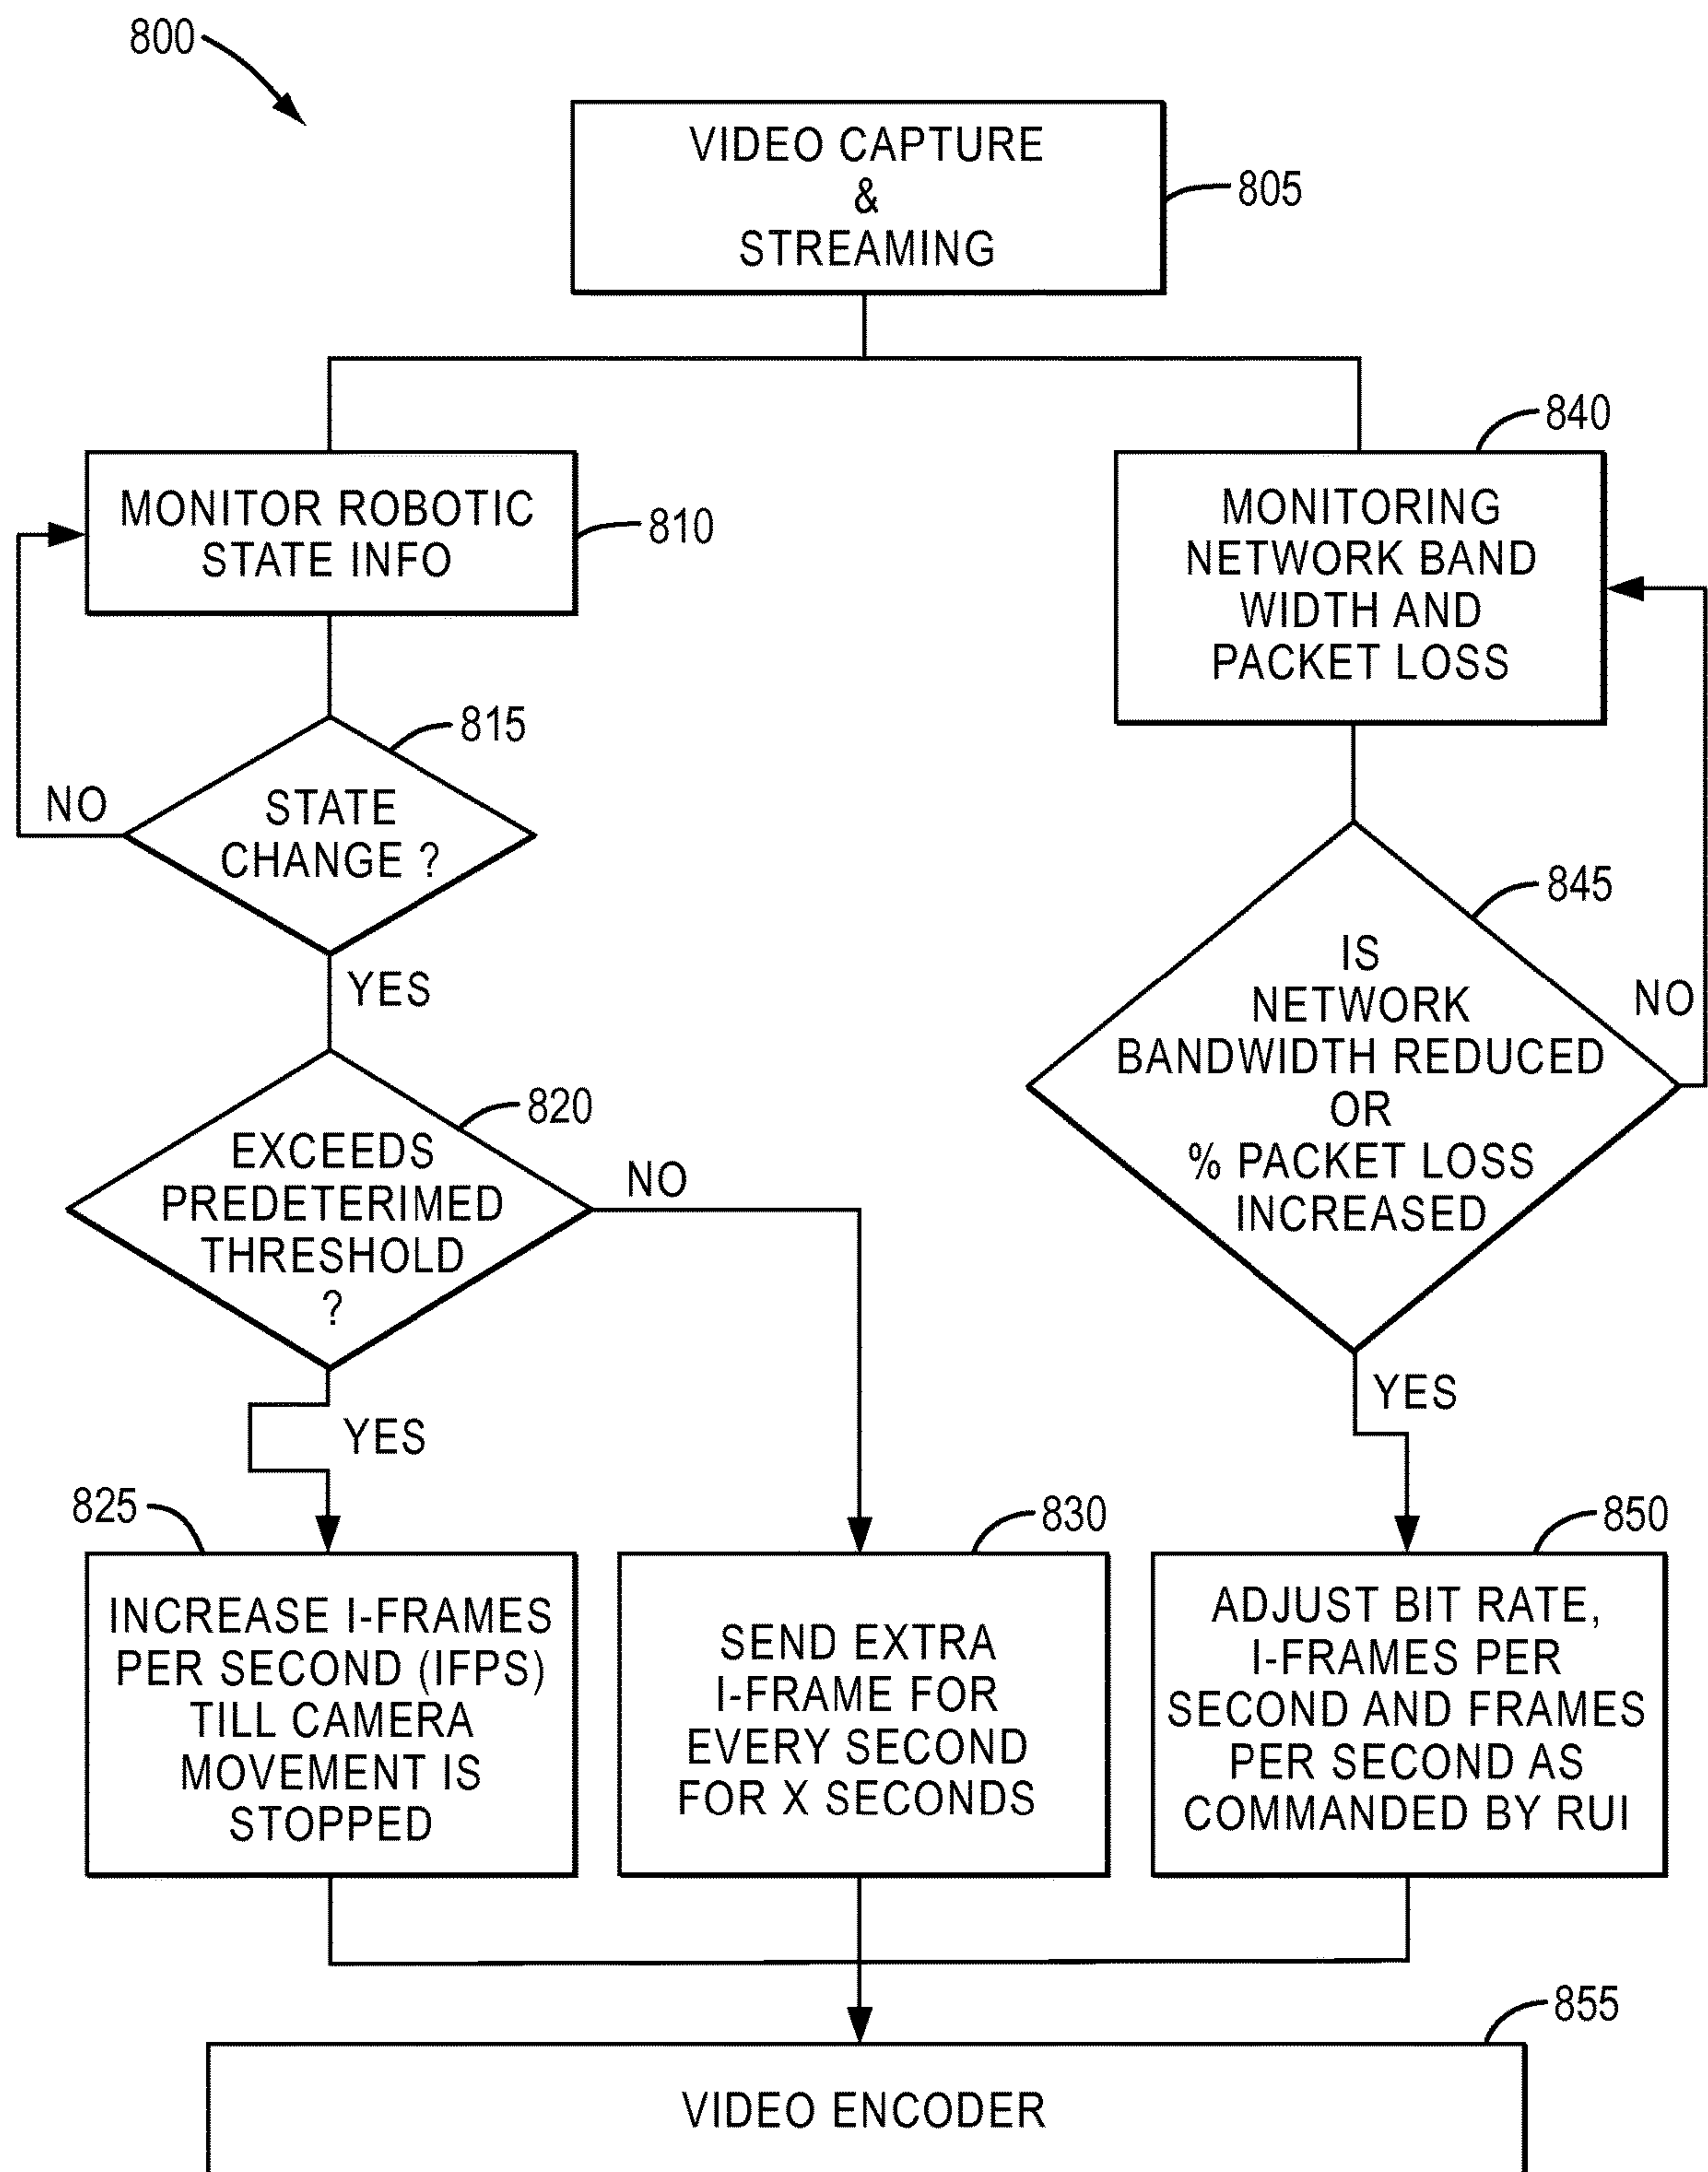 800
VIDEO CAPTURE
&
STREAMING
805
MONITOR ROBOTIC
STATE INFO
810
840
MONITORING
NETWORK BAND
WIDTH AND
PACKET LOSS
815
STATE
CHANGE ?
NO
YES
820
EXCEEDS
PREDETERIMED
THRESHOLD
?
NO
YES
845
IS
NETWORK
BANDWIDTH REDUCED
OR
% PACKET LOSS
INCREASED
NO
YES
825
INCREASE I-FRAMES
PER SECOND (IFPS)
TILL CAMERA
MOVEMENT IS
STOPPED
830
SEND EXTRA
I-FRAME FOR
EVERY SECOND
FOR X SECONDS
850
ADJUST BIT RATE,
I-FRAMES PER
SECOND AND FRAMES
PER SECOND AS
COMMANDED BY RUI
855
VIDEO ENCODER